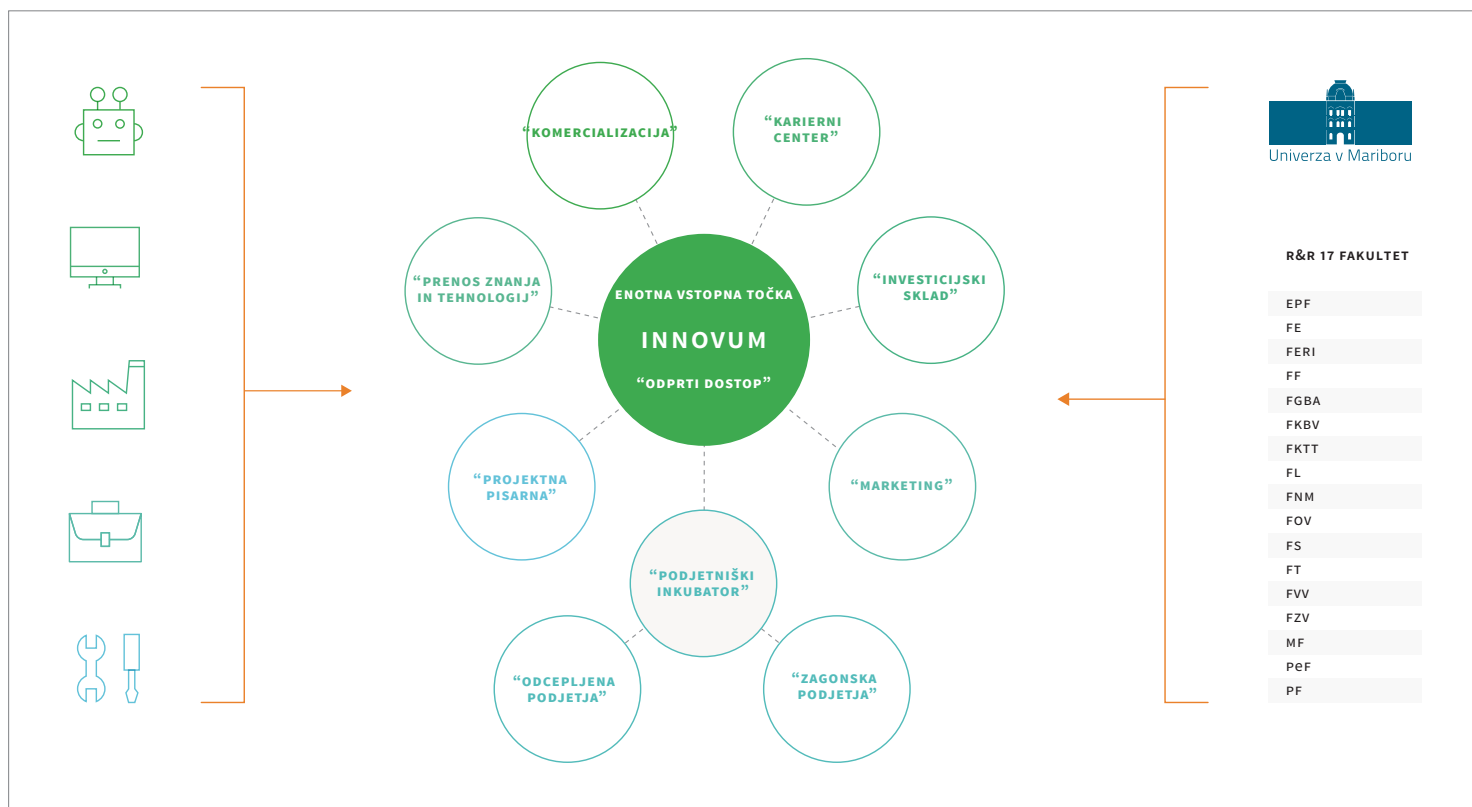 “KOMERCIALIZACIJA”
“KARIERNI
CENTER”
“PRENOS ZNANJA
IN TEHNOLOGIJ”
ENOTNA VSTOPNA TOČKA
INNOVUM
“ODPRTI DOSTOP”
“INVESTICIJSKI
SKLAD”
“PROJEKTNA
PISARNA”
“MARKETING”
“PODJETNIŠKI
INKUBATOR”
“ODCEPLJENA
PODJETJA”
“ZAGONSKA
PODJETJA”
Univerza v Mariboru
R&R 17 FAKULTET
EPF
FE
FERI
FF
FGBA
FKBV
FKTT
FL
FNM
FOV
FS
FT
FVV
FZV
MF
PeF
PF